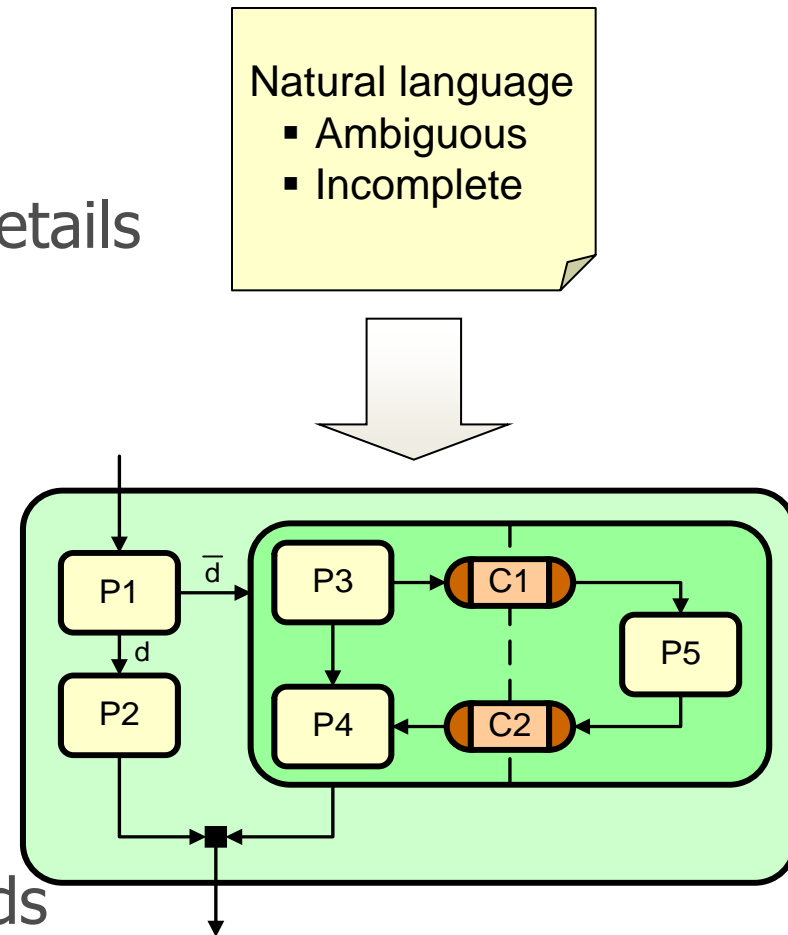 Natural language
▪ Ambiguous
▪ Incomplete
etails
P1
d̅
P3
C1
d
P5
P2
P4
C2
ds